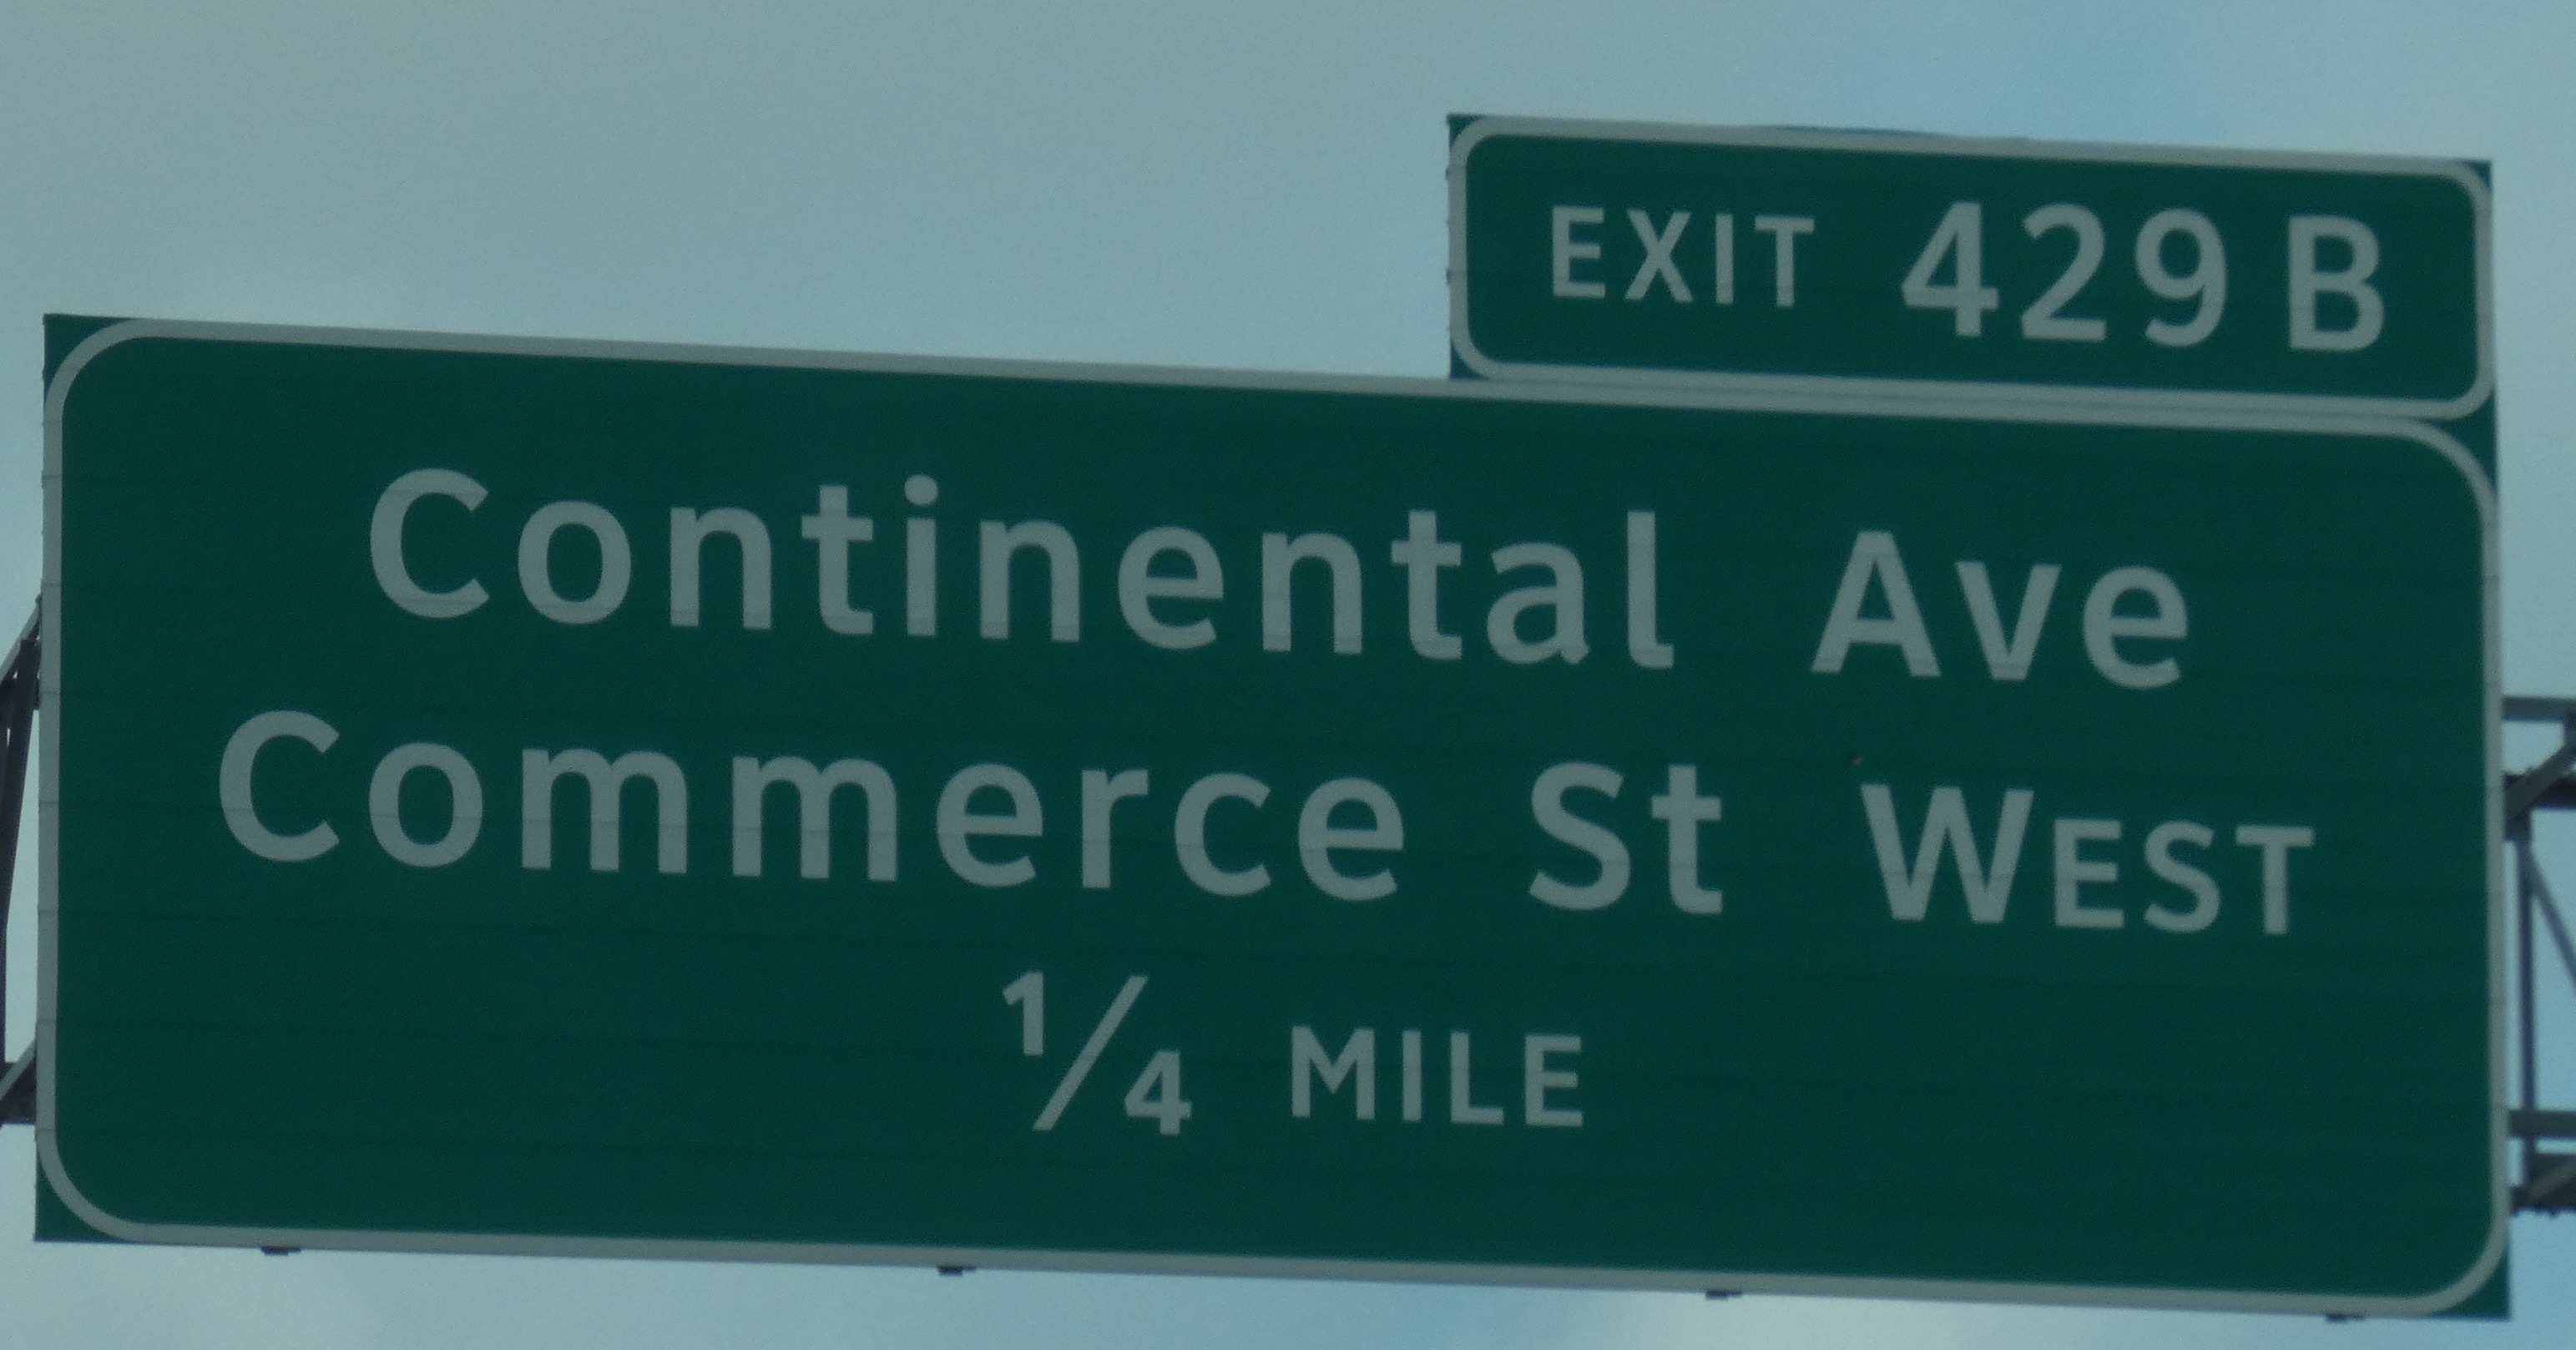 EXIT 429 B
Continental Ave
Commerce St WEST
1/4 MILE